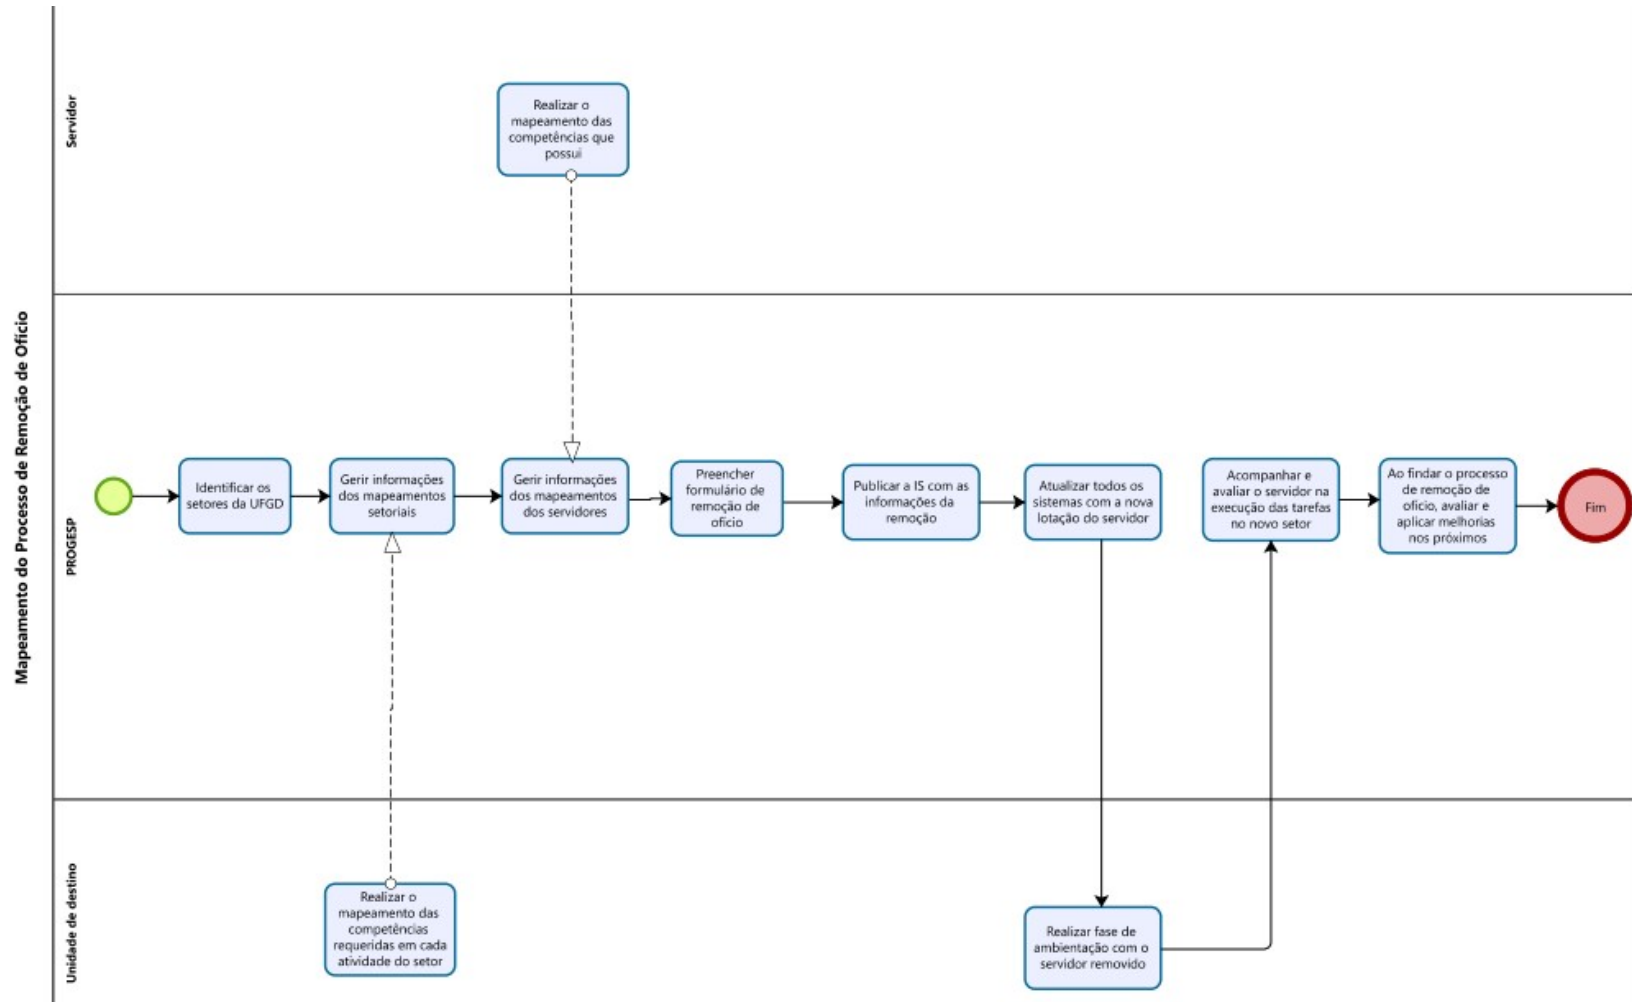 Mapeamento do Processo de Remoção de Ofício
Servidor
Realizar o
mapeamento das
competências que
possui
PROGESP
Identificar os
setores da UFGD
Gerir informações
dos mapeamentos
setoriais
Gerir informações
dos mapeamentos
dos servidores
Preencher
formulário de
remoção de
ofício
Publicar a IS com as
informações da
remoção
Atualizar todos os
sistemas com a nova
lotação do servidor
Acompanhar e
avaliar o servidor na
execução das tarefas
no novo setor
Ao findar o processo
de remoção de
ofício, avaliar e
aplicar melhorias
nos próximos
Fim
Unidade de destino
Realizar o
mapeamento das
competências
requeridas em cada
atividade do setor
Realizar fase de
ambientação com o
servidor removido